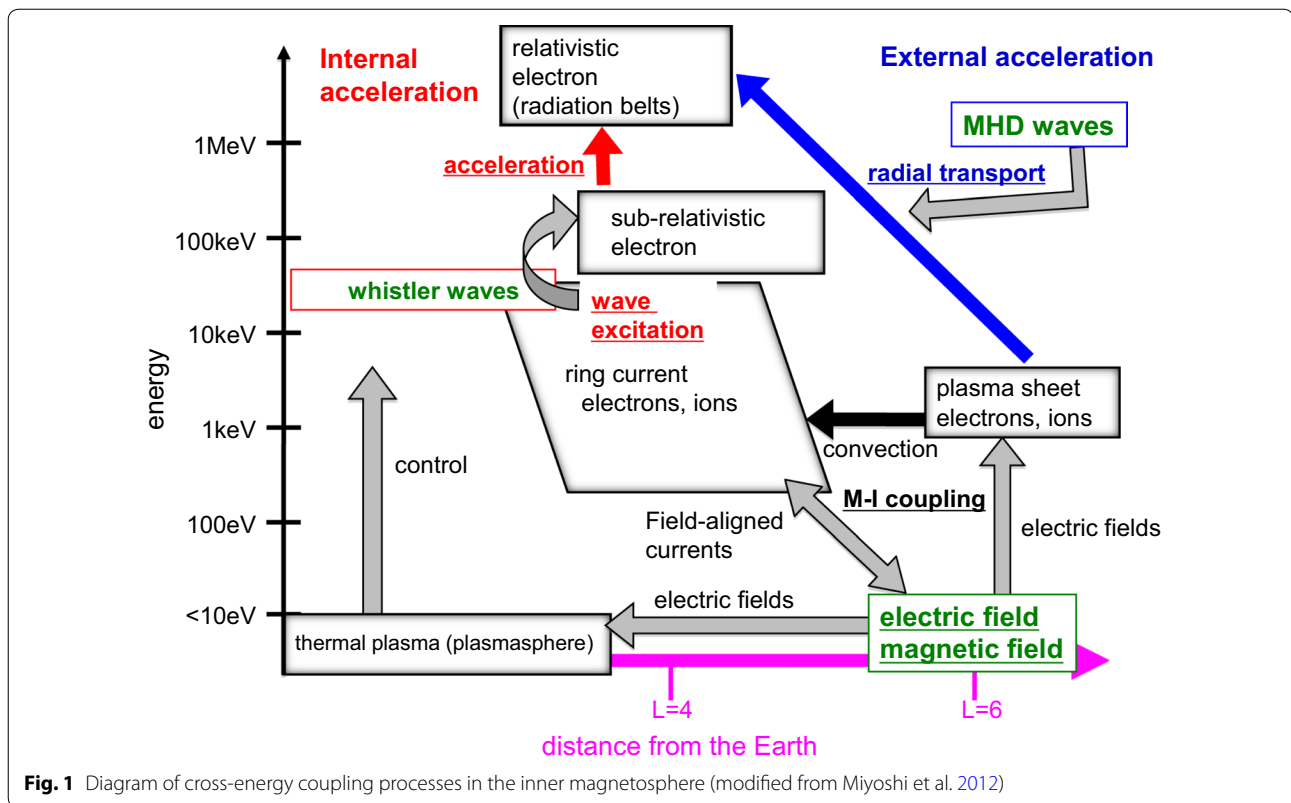 relativistic
electron
(radiation belts)
Internal
acceleration
External acceleration
MHD waves
1MeV
acceleration
radial transport
sub-relativistic
electron
100keV
whistler waves
wave
excitation
10keV
energy
ring current
electrons, ions
plasma sheet
electrons, ions
1keV
convection
control
M-I coupling
100eV
Field-aligned
currents
electric fields
<10eV
electric fields
electric field
magnetic field
thermal plasma (plasmasphere)
L=4
L=6
distance from the Earth
Fig. 1 Diagram of cross-energy coupling processes in the inner magnetosphere (modified from Miyoshi et al. 2012)